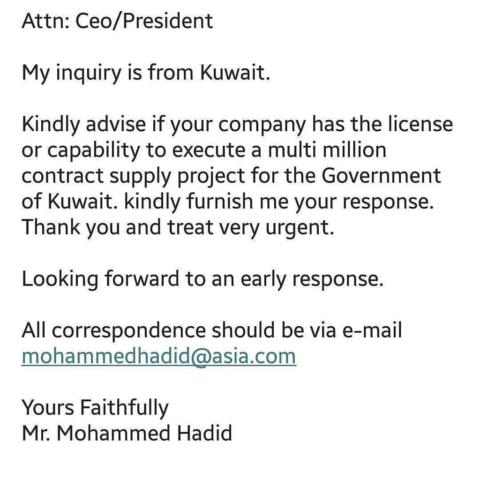 Attn: Ceo/President
My inquiry is from Kuwait.
Kindly advise if your company has the license
or capability to execute a multi million
contract supply project for the Government
of Kuwait. kindly furnish me your response.
Thank you and treat very urgent.
Looking forward to an early response.
All correspondence should be via e-mail
mohammedhadid@asia.com
Yours Faithfully
Mr. Mohammed Hadid